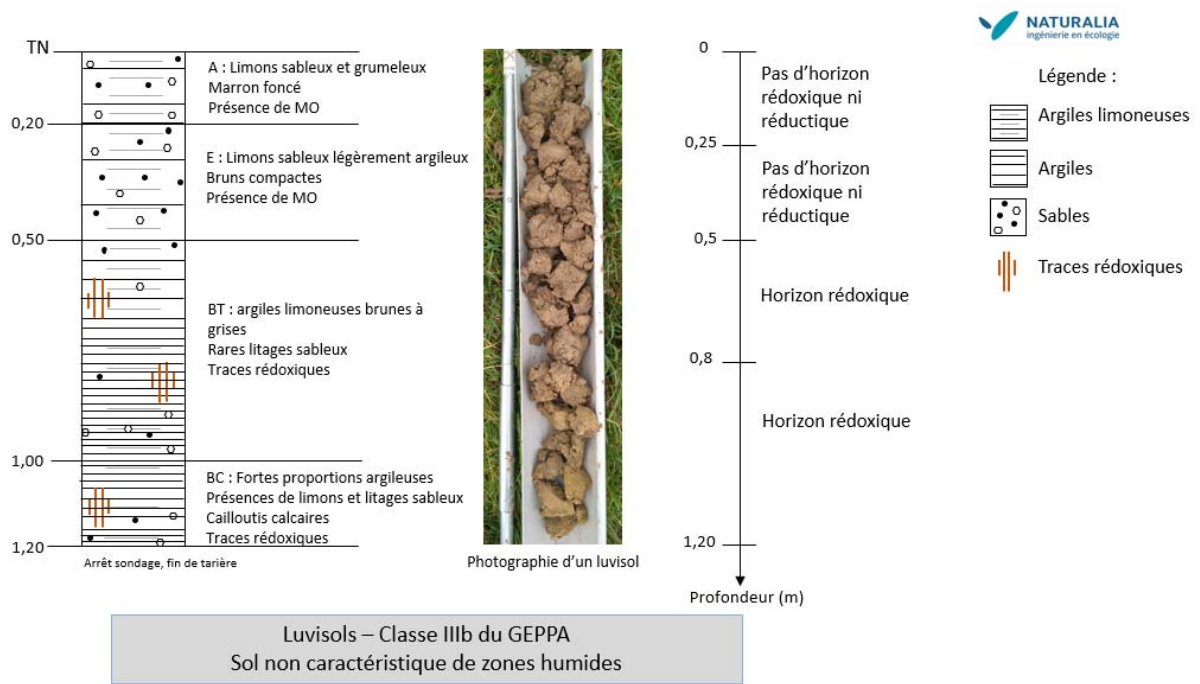 NATURALIA
ingénierie en écologie
TN
0,20
0,50
1,00
1,20
A : Limons sableux et grumeleux
Marron foncé
Présence de MO
E : Limons sableux légèrement argileux
Bruns compactes
Présence de MO
BT : argiles limoneuses brunes à
grises
Rares litages sableux
Traces rédoxiques
BC : Fortes proportions argileuses
Présences de limons et litages sableux
Cailloutis calcaires
Traces rédoxiques
Arrêt sondage, fin de tarière
Photographie d’un luvisol
0
Pas d’horizon
rédoxique ni
réductique
0,25
Pas d’horizon
rédoxique ni
réductique
0,5
Horizon rédoxique
0,8
Horizon rédoxique
1,20
Profondeur (m)
Légende :
Argiles limoneuses
Argiles
Sables
Traces rédoxiques
Luvisols – Classe IIIb du GEPPA
Sol non caractéristique de zones humides